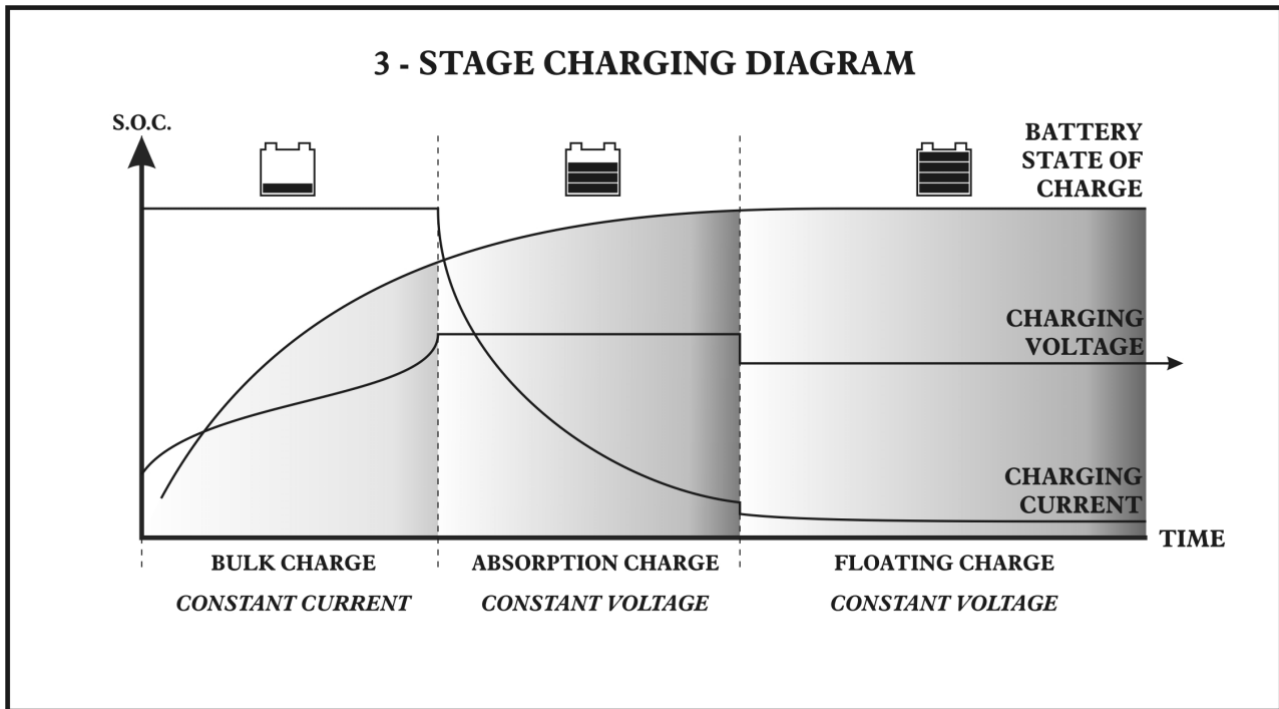 3 - STAGE CHARGING DIAGRAM
S.O.C.
BATTERY
STATE OF
CHARGE
CHARGING
VOLTAGE
CHARGING
CURRENT
TIME
BULK CHARGE
ABSORPTION CHARGE
FLOATING CHARGE
CONSTANT CURRENT
CONSTANT VOLTAGE
CONSTANT VOLTAGE